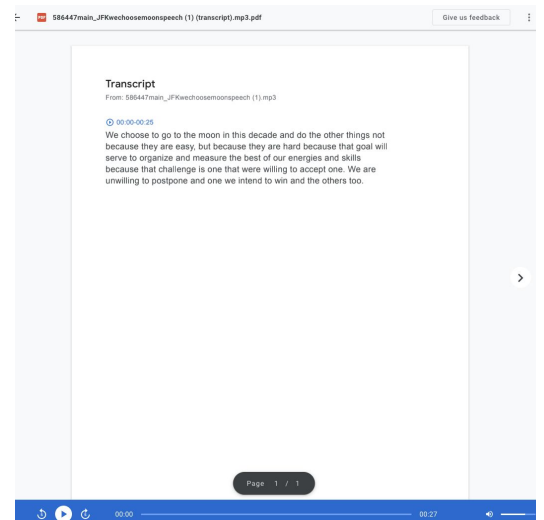 PDF 586447main_JFKwechoosemoonspeech (1) (transcript).mp3.pdf Give us feedback
Transcript
From: 586447main_JFKwechoosemoonspeech (1).mp3
00:00-00:25
We choose to go to the moon in this decade and do the other things not
because they are easy, but because they are hard because that goal will
serve to organize and measure the best of our energies and skills
because that challenge is one that were willing to accept one. We are
unwilling to postpone and one we intend to win and the others too.
Page 1 / 1
00:00 00:27